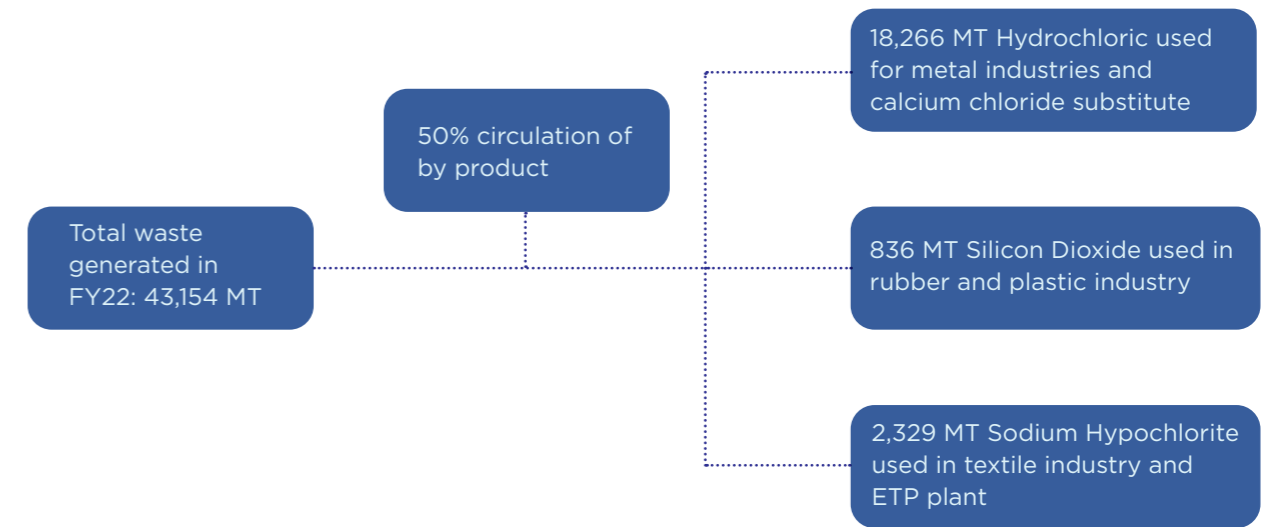 Total waste
generated in
FY22: 43,154 MT
50% circulation of
by product
18,266 MT Hydrochloric used
for metal industries and
calcium chloride substitute
836 MT Silicon Dioxide used in
rubber and plastic industry
2,329 MT Sodium Hypochlorite
used in textile industry and
ETP plant